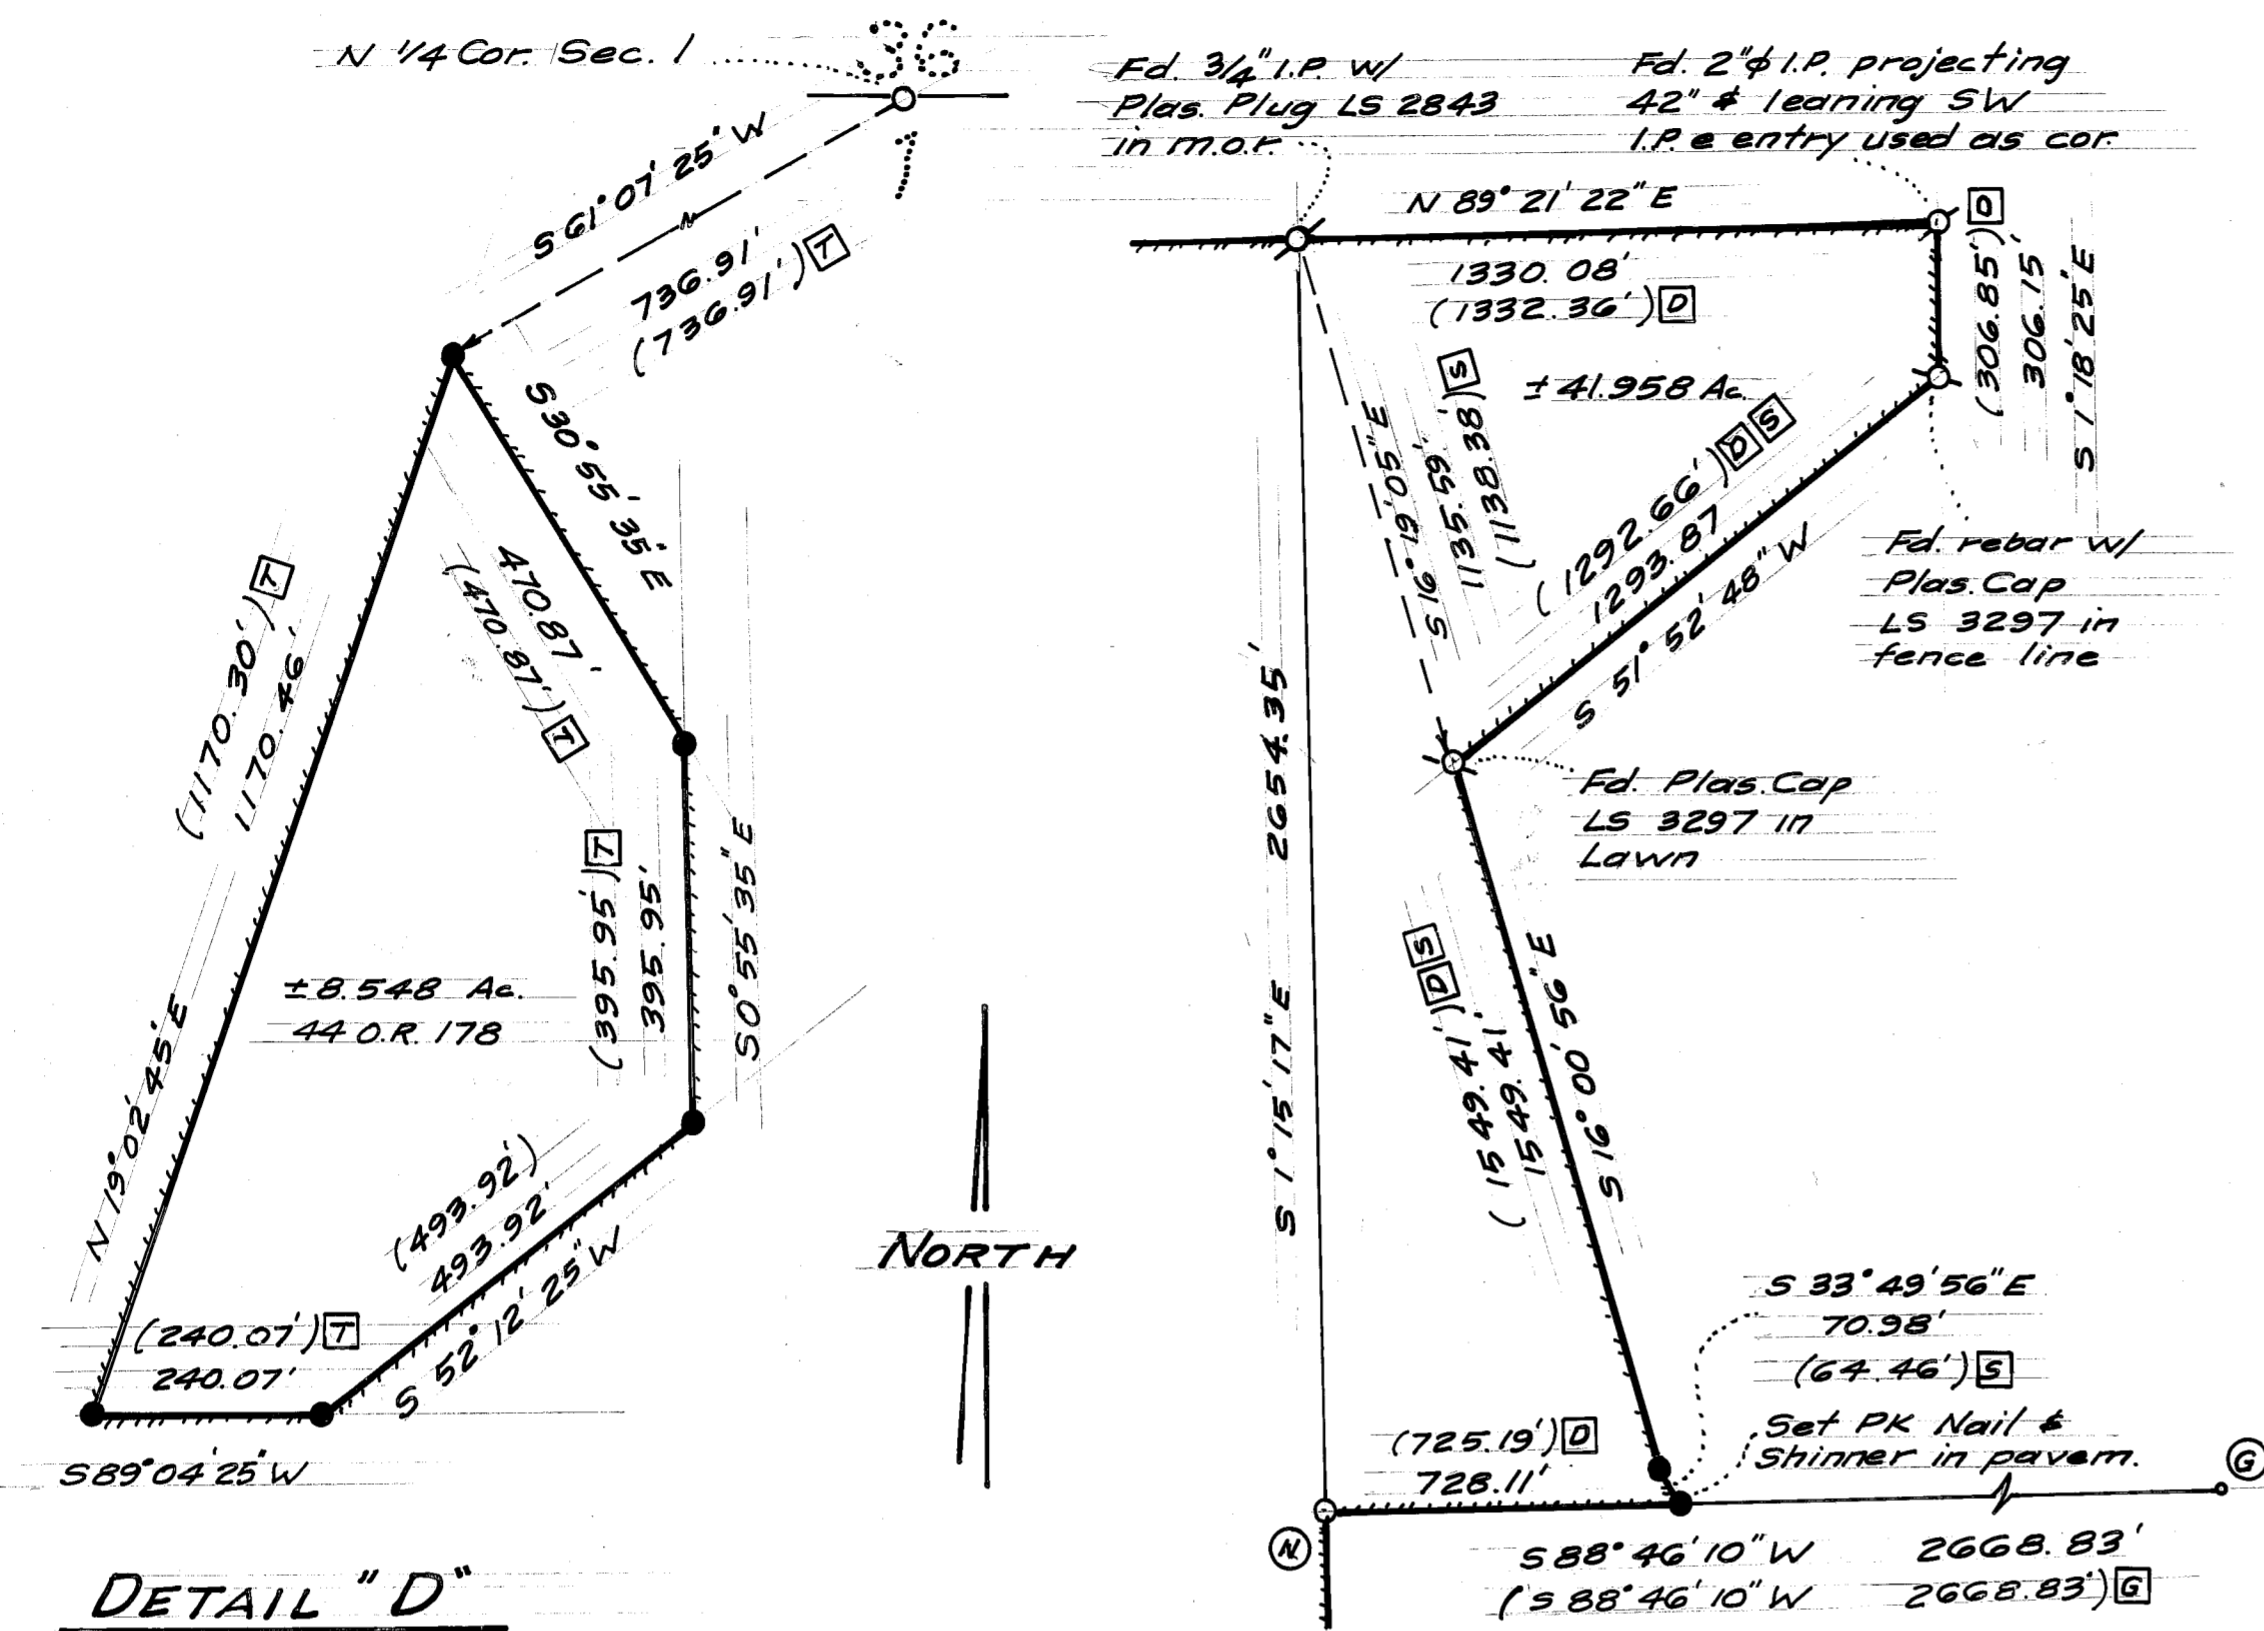 N 1/4 Cor. Sec. 1
36
1
S 61° 07' 25" W
736.91'
(736.91') T
S 30° 55' 35" E
470.87'
(470.87') T
(1170.30') T
1170.46'
N 19° 02' 45" E
(395.95') T
395.95'
S 0° 55' 35" E
±8.548 Ac.
44 O.R. 178
(493.92')
493.92'
S 52° 12' 25" W
(240.07') T
240.07'
S 89° 04' 25" W
DETAIL "D"
NORTH
Fd. 3/4" I.P. w/
Plas. Plug LS 2843
in m.o.r.
Fd. 2"ϕ I.P. projecting
42" & leaning SW
I.P. e entry used as cor.
N 89° 21' 22" E
1330.08'
(1332.36') D
D
(306.85')
306.15'
S 1° 18' 25" E
±41.958 Ac.
S 16° 19' 05" E
1135.59'
(1138.38) S
(1292.66') D S
1293.87
S 51° 52' 48" W
Fd. rebar w/
Plas. Cap
LS 3297 in
fence line
Fd. Plas. Cap
LS 3297 in
Lawn
2654.35'
S 1° 15' 17" E
(1549.41') D S
1549.41'
S 16° 00' 56" E
S 33° 49' 56" E
70.98'
(64.46') S
Set PK Nail &
Shinner in pavem.
(725.19') D
728.11'
G
N
S 88° 46' 10" W 2668.83'
(S 88° 46' 10" W 2668.83') G